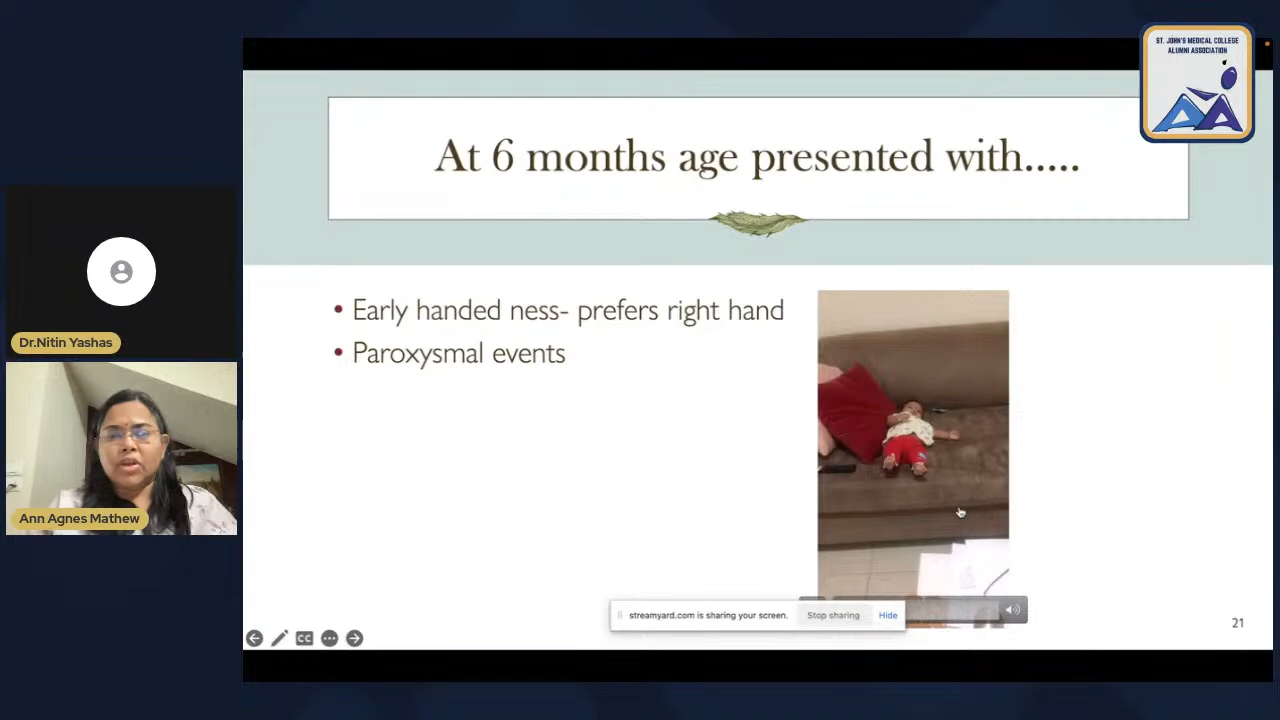 ST. JOHN'S MEDICAL COLLEGE
ALUMNI ASSOCIATION
At 6 months age presented with.....
• Early handed ness- prefers right hand
• Paroxysmal events
Dr.Nitin Yashas
Ann Agnes Mathew
streamyard.com is sharing your screen.
Stop sharing
Hide
CC
21